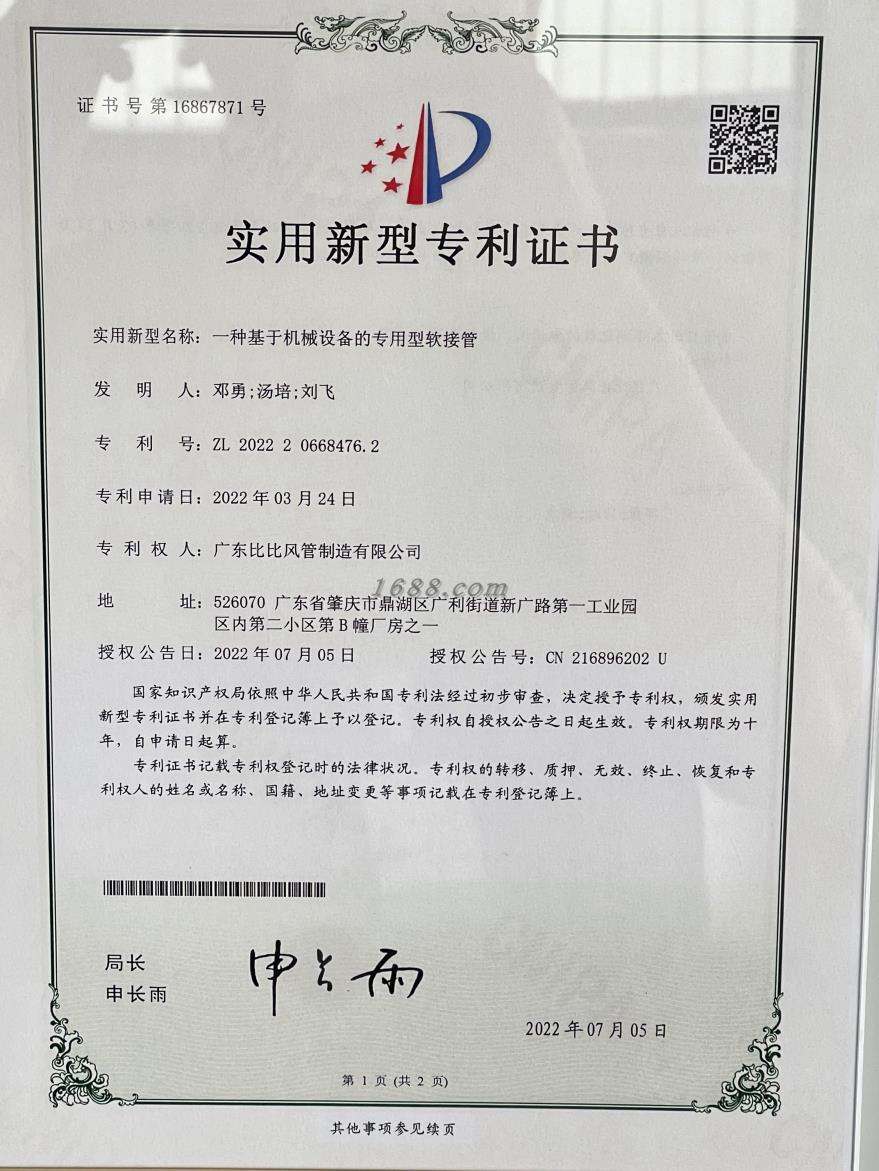 证书号第16867871号
实用新型专利证书
实用新型名称：一种基于机械设备的专用型软接管
发明人：邓勇;汤培;刘飞
专利号：ZL 2022 2 0668476.2
专利申请日：2022年03月24日
专利权人：广东比比风管制造有限公司
1688.com
地址：526070 广东省肇庆市鼎湖区广利街道新广路第一工业园
区内第二小区第B幢厂房之一
授权公告日：2022年07月05日 授权公告号：CN 216896202 U
国家知识产权局依照中华人民共和国专利法经过初步审查，决定授予专利权，颁发实用
新型专利证书并在专利登记簿上予以登记。专利权自授权公告之日起生效。专利权期限为十
年，自申请日起算。
专利证书记载专利权登记时的法律状况。专利权的转移、质押、无效、终止、恢复和专
利权人的姓名或名称、国籍、地址变更等事项记载在专利登记簿上。
局长
申长雨
申长雨
2022年07月05日
第 1 页 (共 2 页)
其他事项参见续页